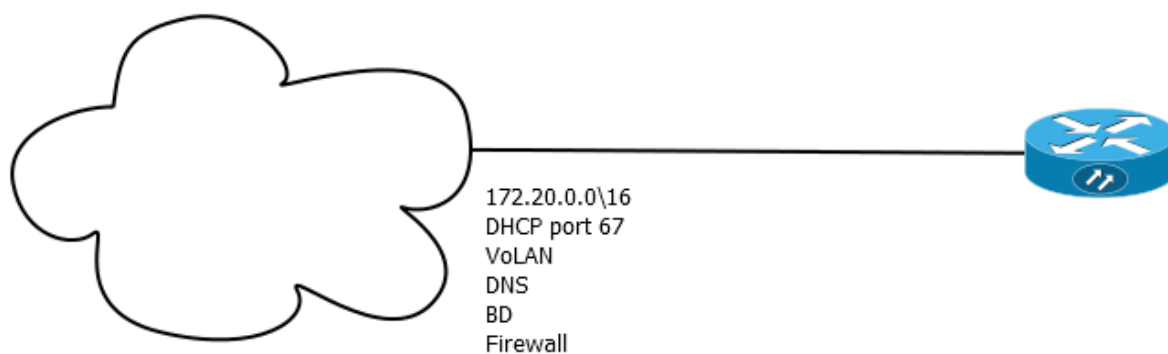 172.20.0.0\16
DHCP port 67
VoLAN
DNS
BD
Firewall